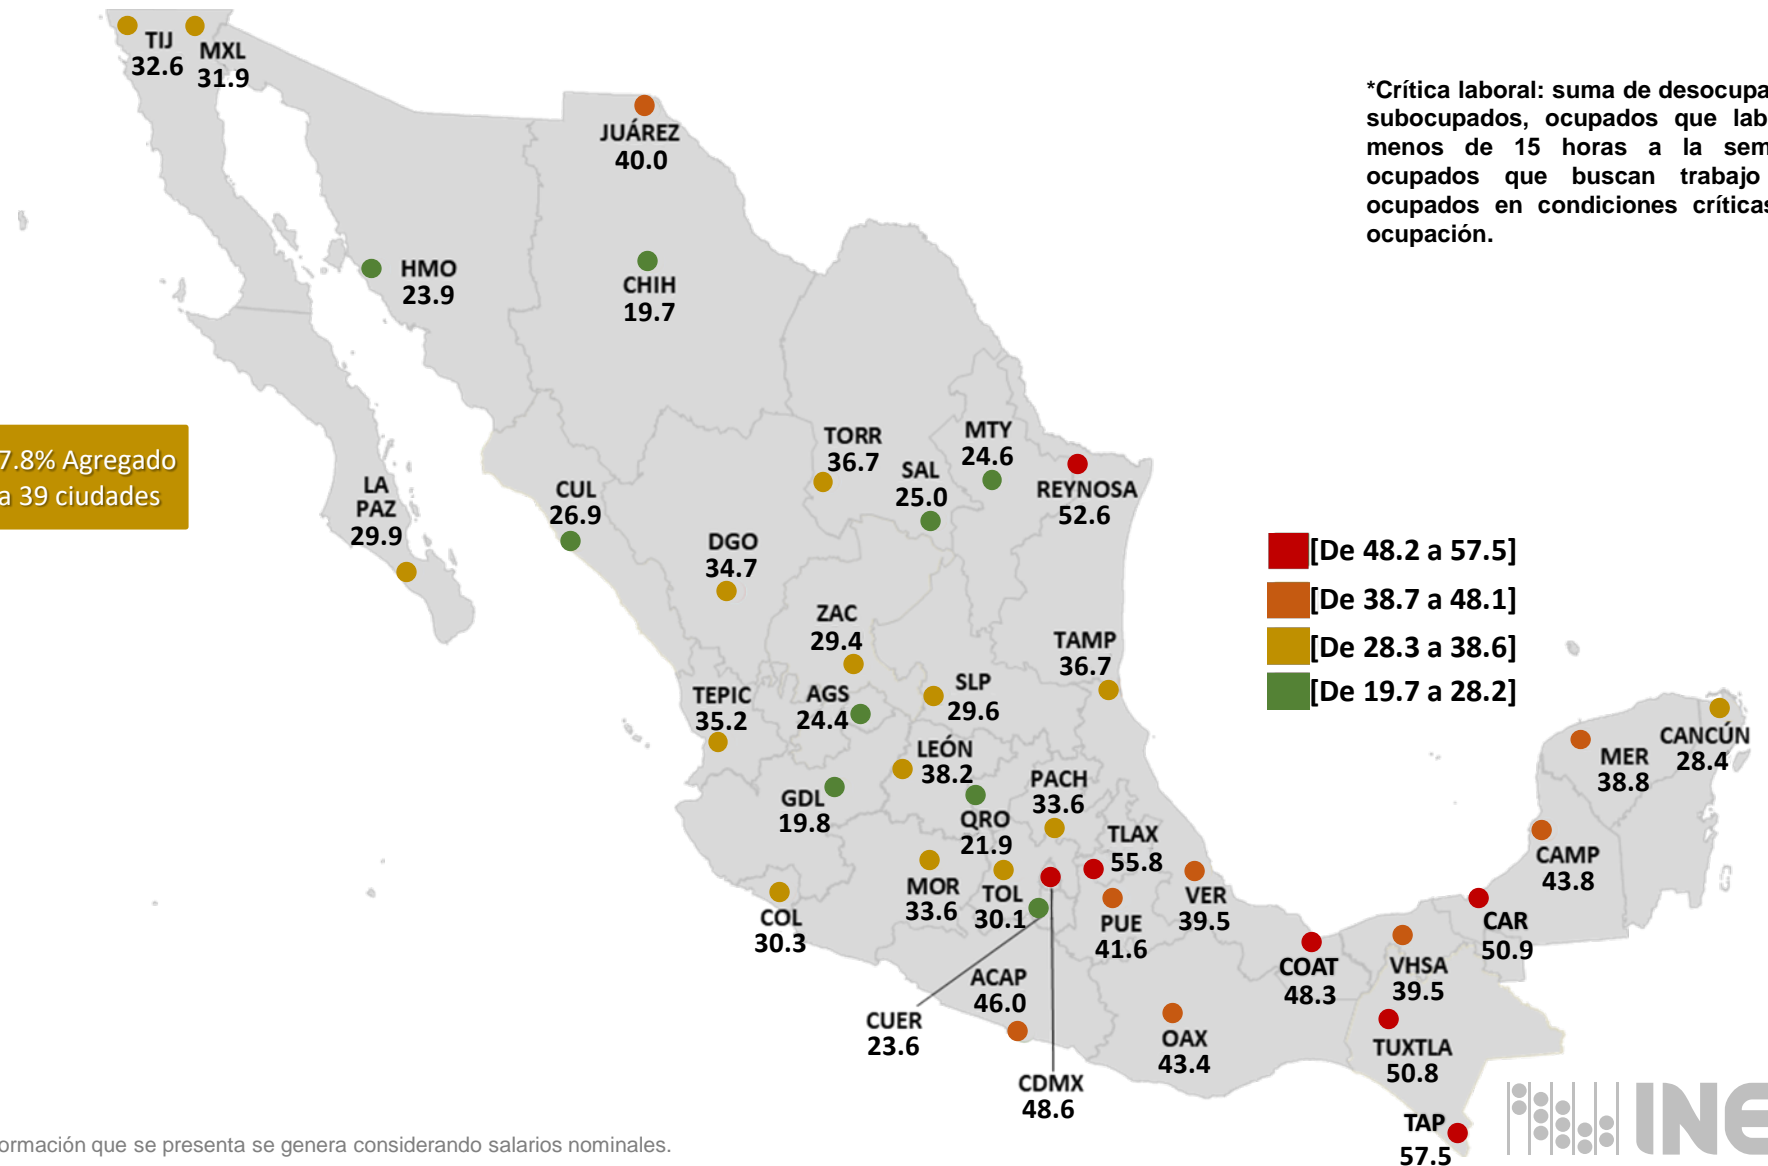 TIJ
32.6
MXL
31.9
*Crítica laboral: suma de desocupa
subocupados, ocupados que lab
menos de 15 horas a la sem
ocupados que buscan trabajo
ocupados en condiciones críticas
ocupación.
JUÁREZ
40.0
HMO
23.9
CHIH
19.7
7.8% Agregado
a 39 ciudades
LA
PAZ
29.9
CUL
26.9
TORR
36.7
SAL
25.0
MTY
24.6
REYNOSA
52.6
DGO
34.7
[De 48.2 a 57.5]
[De 38.7 a 48.1]
[De 28.3 a 38.6]
[De 19.7 a 28.2]
ZAC
29.4
TAMP
36.7
TEPIC
35.2
AGS
24.4
SLP
29.6
LEÓN
38.2
GDL
19.8
QRO
21.9
PACH
33.6
TLAX
55.8
MER
38.8
CANCÚN
28.4
CAMP
43.8
COL
30.3
MOR
33.6
TOL
30.1
PUE
41.6
VER
39.5
CAR
50.9
COAT
48.3
VHSA
39.5
ACAP
46.0
CUER
23.6
CDMX
48.6
OAX
43.4
TUXTLA
50.8
TAP
57.5
ormación que se presenta se genera considerando salarios nominales.
INE